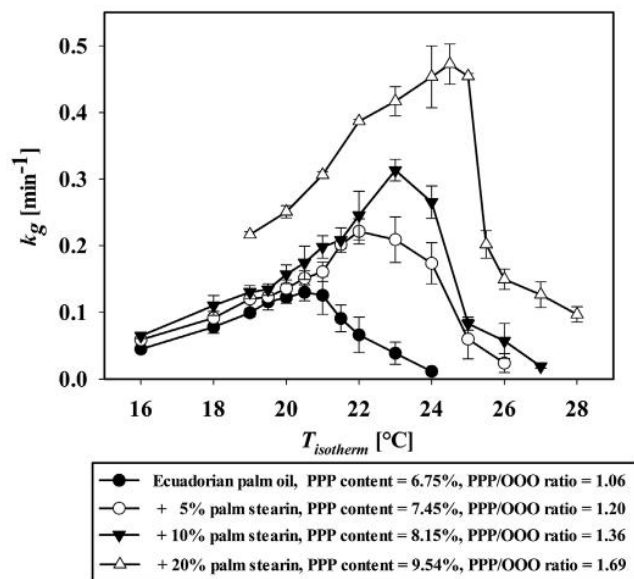 0.5
0.4
0.3
0.2
0.1
0.0
kg [min-1]
16 18 20 22 24 26 28
Tisotherm [°C]
Ecuadorian palm oil, PPP content = 6.75%, PPP/OOO ratio = 1.06
+ 5% palm stearin, PPP content = 7.45%, PPP/OOO ratio = 1.20
+ 10% palm stearin, PPP content = 8.15%, PPP/OOO ratio = 1.36
+ 20% palm stearin, PPP content = 9.54%, PPP/OOO ratio = 1.69